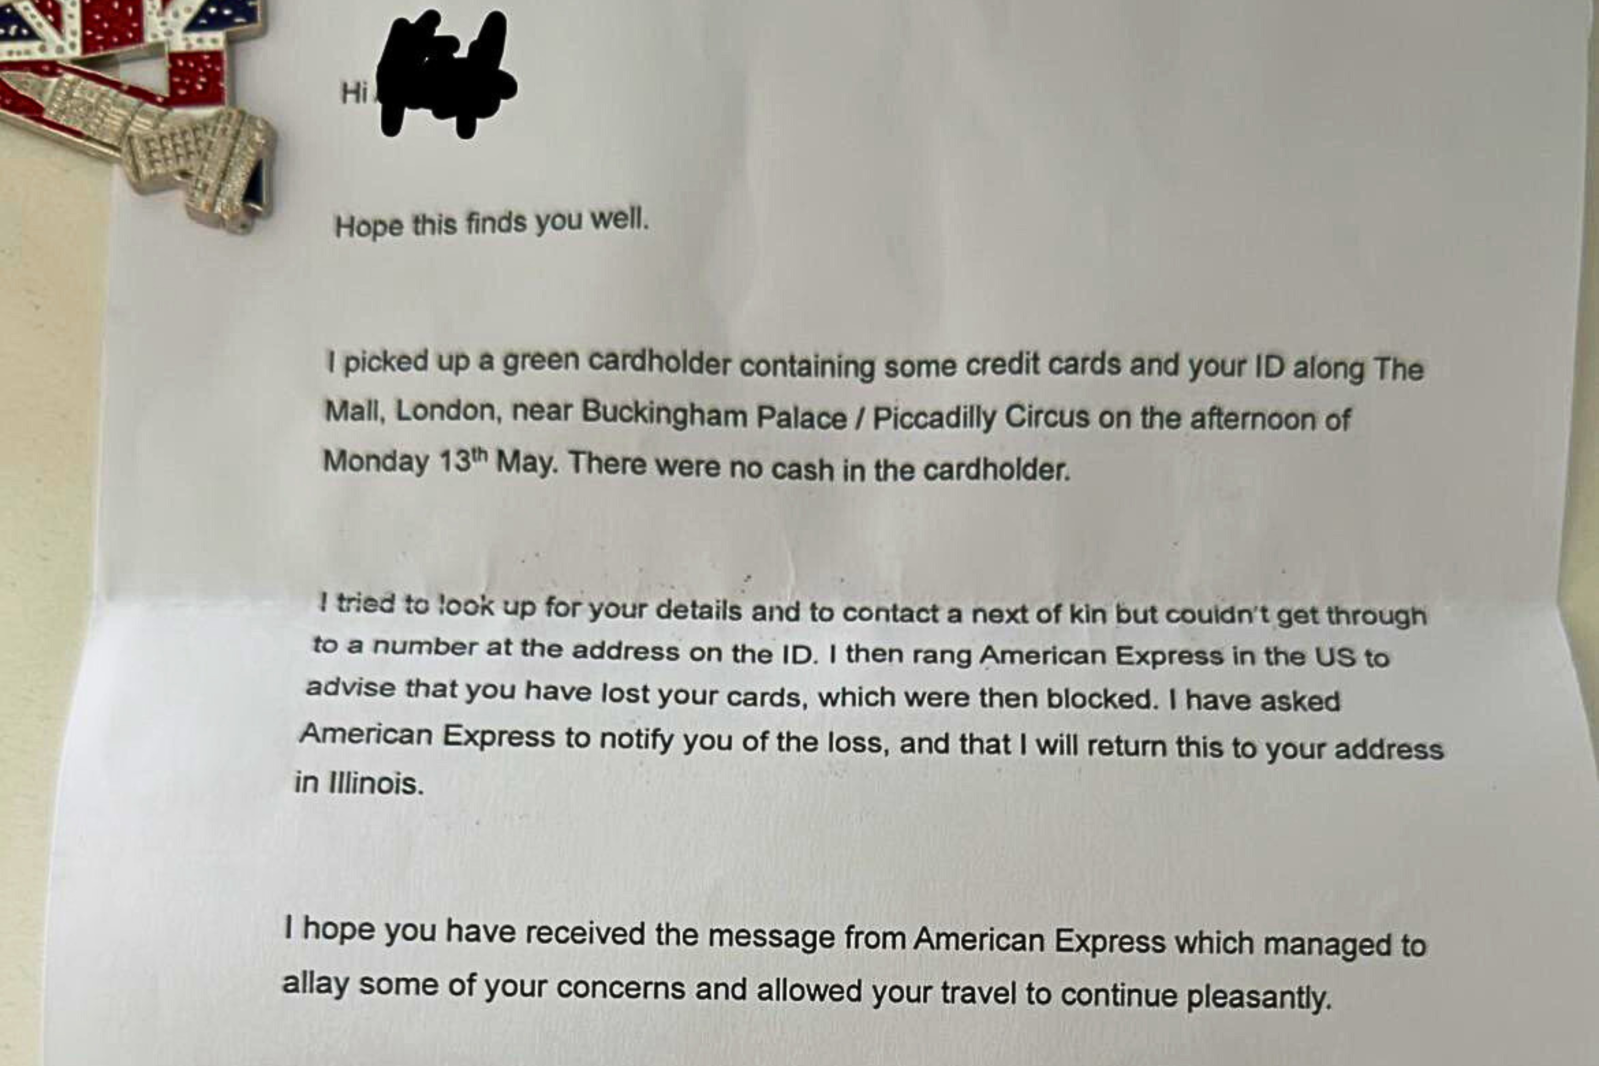 Hi
Hope this finds you well.
I picked up a green cardholder containing some credit cards and your ID along The
Mall, London, near Buckingham Palace / Piccadilly Circus on the afternoon of
Monday 13th May. There were no cash in the cardholder.
I tried to look up for your details and to contact a next of kin but couldn't get through
to a number at the address on the ID. I then rang American Express in the US to
advise that you have lost your cards, which were then blocked. I have asked
American Express to notify you of the loss, and that I will return this to your address
in Illinois.
I hope you have received the message from American Express which managed to
allay some of your concerns and allowed your travel to continue pleasantly.